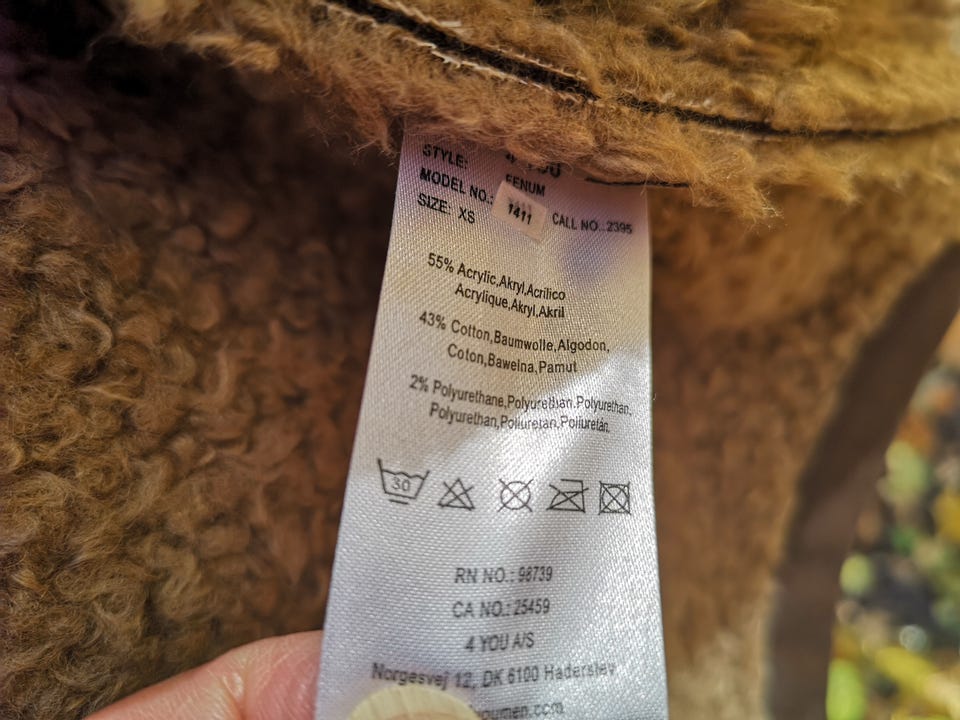 STYLE:
FENUM
MODEL NO.: 1411 CALL NO.:2395
SIZE: XS
55% Acrylic,Akryl,Acrílico
Acrylique,Akryl,Akril
43% Cotton,Baumwolle,Algodon,
Coton,Bawelna,Pamut
2% Polyurethane,Polyurethan,Polyurethan,
Polyurethan,Poliuretan,Poliuretán,
30
RN NO.: 98739
CA NO.: 25459
4 YOU A/S
Norgesvej 12, DK 6100 Haderslev